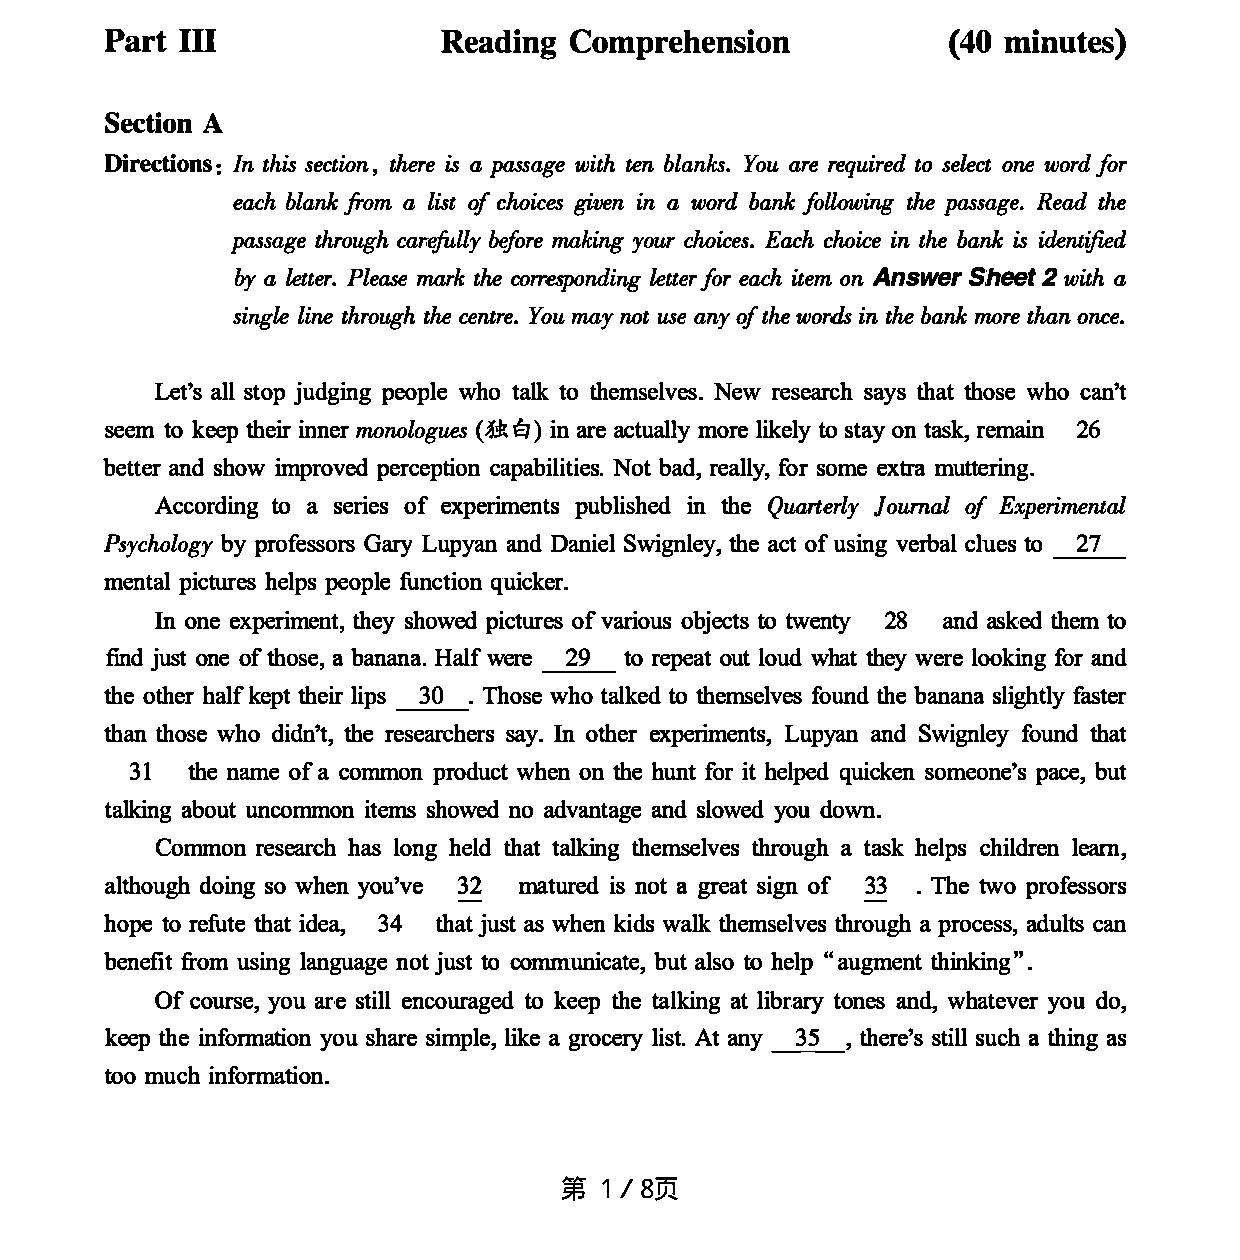 Part III Reading Comprehension (40 minutes)
Section A
Directions: In this section, there is a passage with ten blanks. You are required to select one word for
each blank from a list of choices given in a word bank following the passage. Read the
passage through carefully before making your choices. Each choice in the bank is identified
by a letter. Please mark the corresponding letter for each item on Answer Sheet 2 with a
single line through the centre. You may not use any of the words in the bank more than once.
Let's all stop judging people who talk to themselves. New research says that those who can't
seem to keep their inner monologues (独白) in are actually more likely to stay on task, remain 26
better and show improved perception capabilities. Not bad, really, for some extra muttering.
According to a series of experiments published in the Quarterly Journal of Experimental
Psychology by professors Gary Lupyan and Daniel Swignley, the act of using verbal clues to 27
mental pictures helps people function quicker.
In one experiment, they showed pictures of various objects to twenty 28 and asked them to
find just one of those, a banana. Half were 29 to repeat out loud what they were looking for and
the other half kept their lips 30 . Those who talked to themselves found the banana slightly faster
than those who didn't, the researchers say. In other experiments, Lupyan and Swignley found that
31 the name of a common product when on the hunt for it helped quicken someone's pace, but
talking about uncommon items showed no advantage and slowed you down.
Common research has long held that talking themselves through a task helps children learn,
although doing so when you've 32 matured is not a great sign of 33 . The two professors
hope to refute that idea, 34 that just as when kids walk themselves through a process, adults can
benefit from using language not just to communicate, but also to help “augment thinking”.
Of course, you are still encouraged to keep the talking at library tones and, whatever you do,
keep the information you share simple, like a grocery list. At any 35 , there's still such a thing as
too much information.
第 1 / 8页